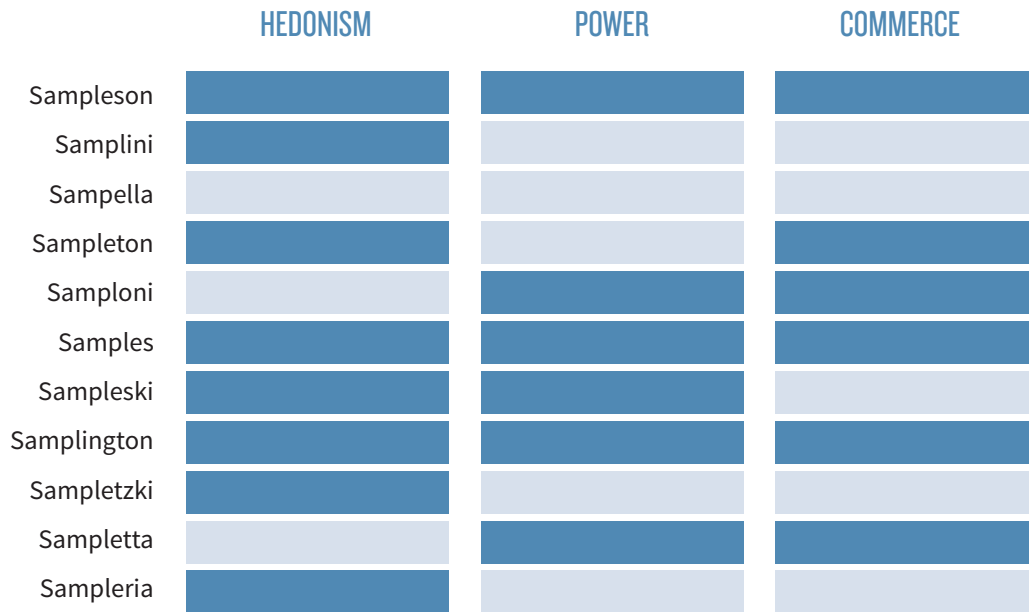 HEDONISM POWER COMMERCE
Sampleson
Samplini
Sampella
Sampleton
Samploni
Samples
Sampleski
Samplington
Sampletzki
Sampletta
Sampleria